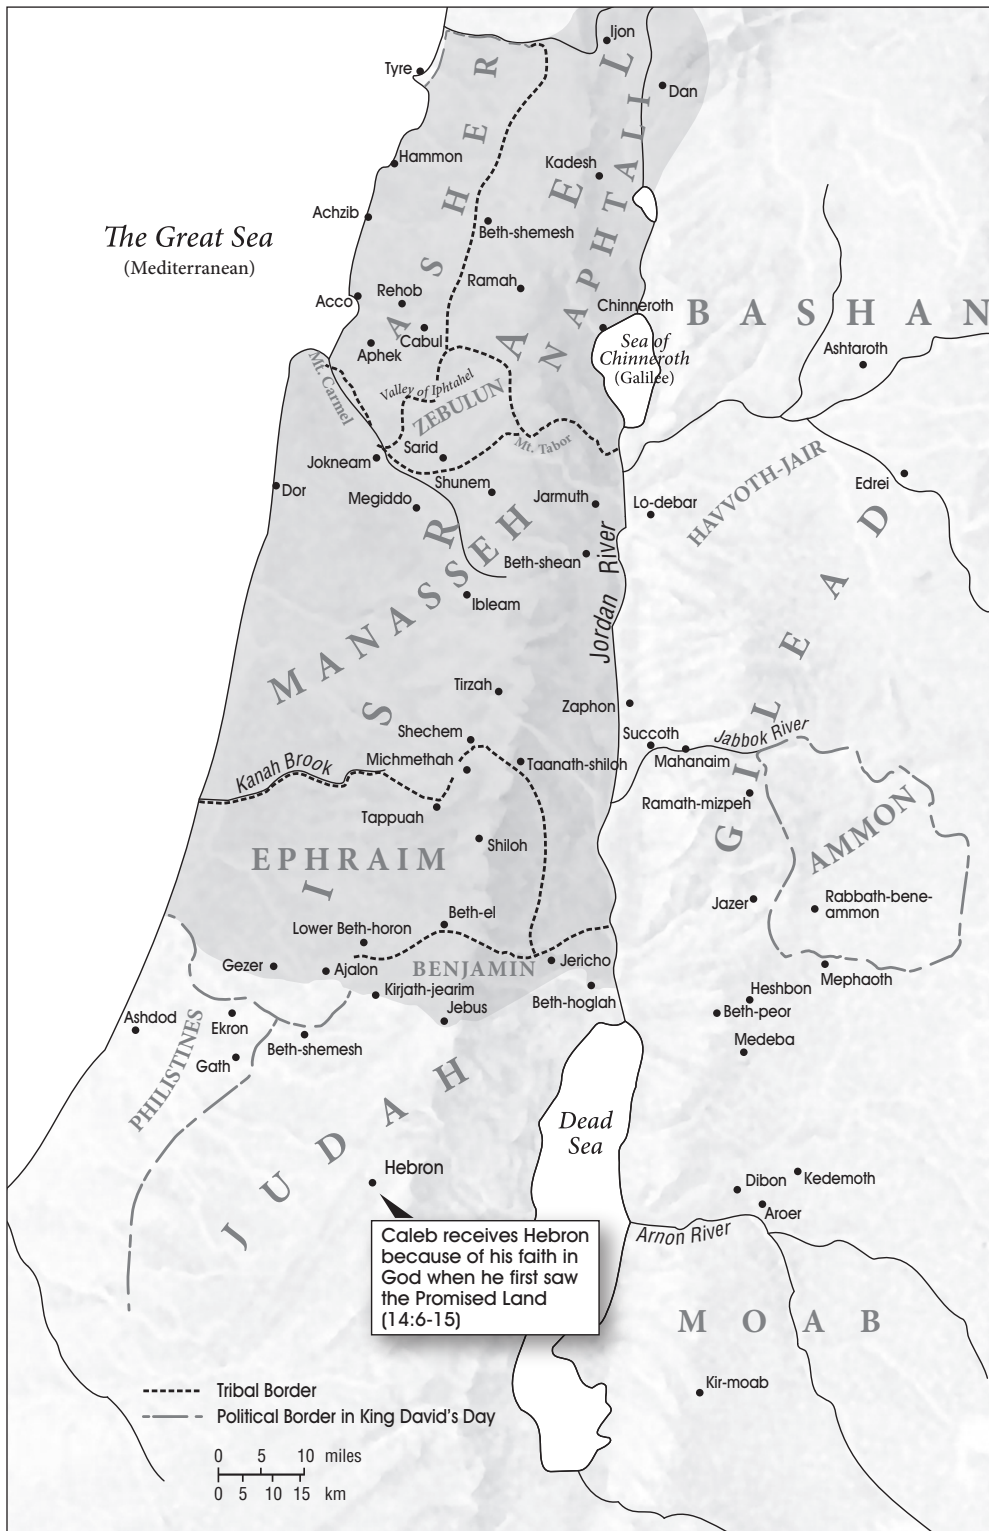 Ijon
Tyre
Dan
ASHER
NAPHTALI
ISRAEL
Hammon
Kadesh
Achzib
Beth-shemesh
The Great Sea
(Mediterranean)
Ramah
Rehob
Acco
Chinneroth
BASHAN
Cabul
Aphek
Sea of
Chinneroth
(Galilee)
Ashtaroth
Mt. Carmel
Valley of Iphtahel
ZEBULUN
Mt. Tabor
Sarid
Jokneam
HAVVOTH-JAIR
Edrei
Dor
Shunem
Megiddo
Jarmuth
Lo-debar
Beth-shean
Jordan River
Ibleam
MANASSEH
GILEAD
Tirzah
Zaphon
Shechem
Succoth
Jabbok River
Mahanaim
Michmethah
Taanath-shiloh
Kanah Brook
Ramath-mizpeh
Tappuah
AMMON
Shiloh
EPHRAIM
Jazer
Rabbath-bene-
ammon
Beth-el
Lower Beth-horon
Gezer
Ajalon
BENJAMIN
Jericho
Mephaoth
Kirjath-jearim
Heshbon
Beth-hoglah
Jebus
Beth-peor
Ashdod
Ekron
Beth-shemesh
Medeba
PHILISTINES
Gath
JUDAH
Dead
Sea
Hebron
Dibon
Kedemoth
Aroer
Arnon River
Caleb receives Hebron
because of his faith in
God when he first saw
the Promised Land
(14:6-15)
MOAB
Kir-moab
Tribal Border
Political Border in King David's Day
0 5 10 miles
0 5 10 15 km